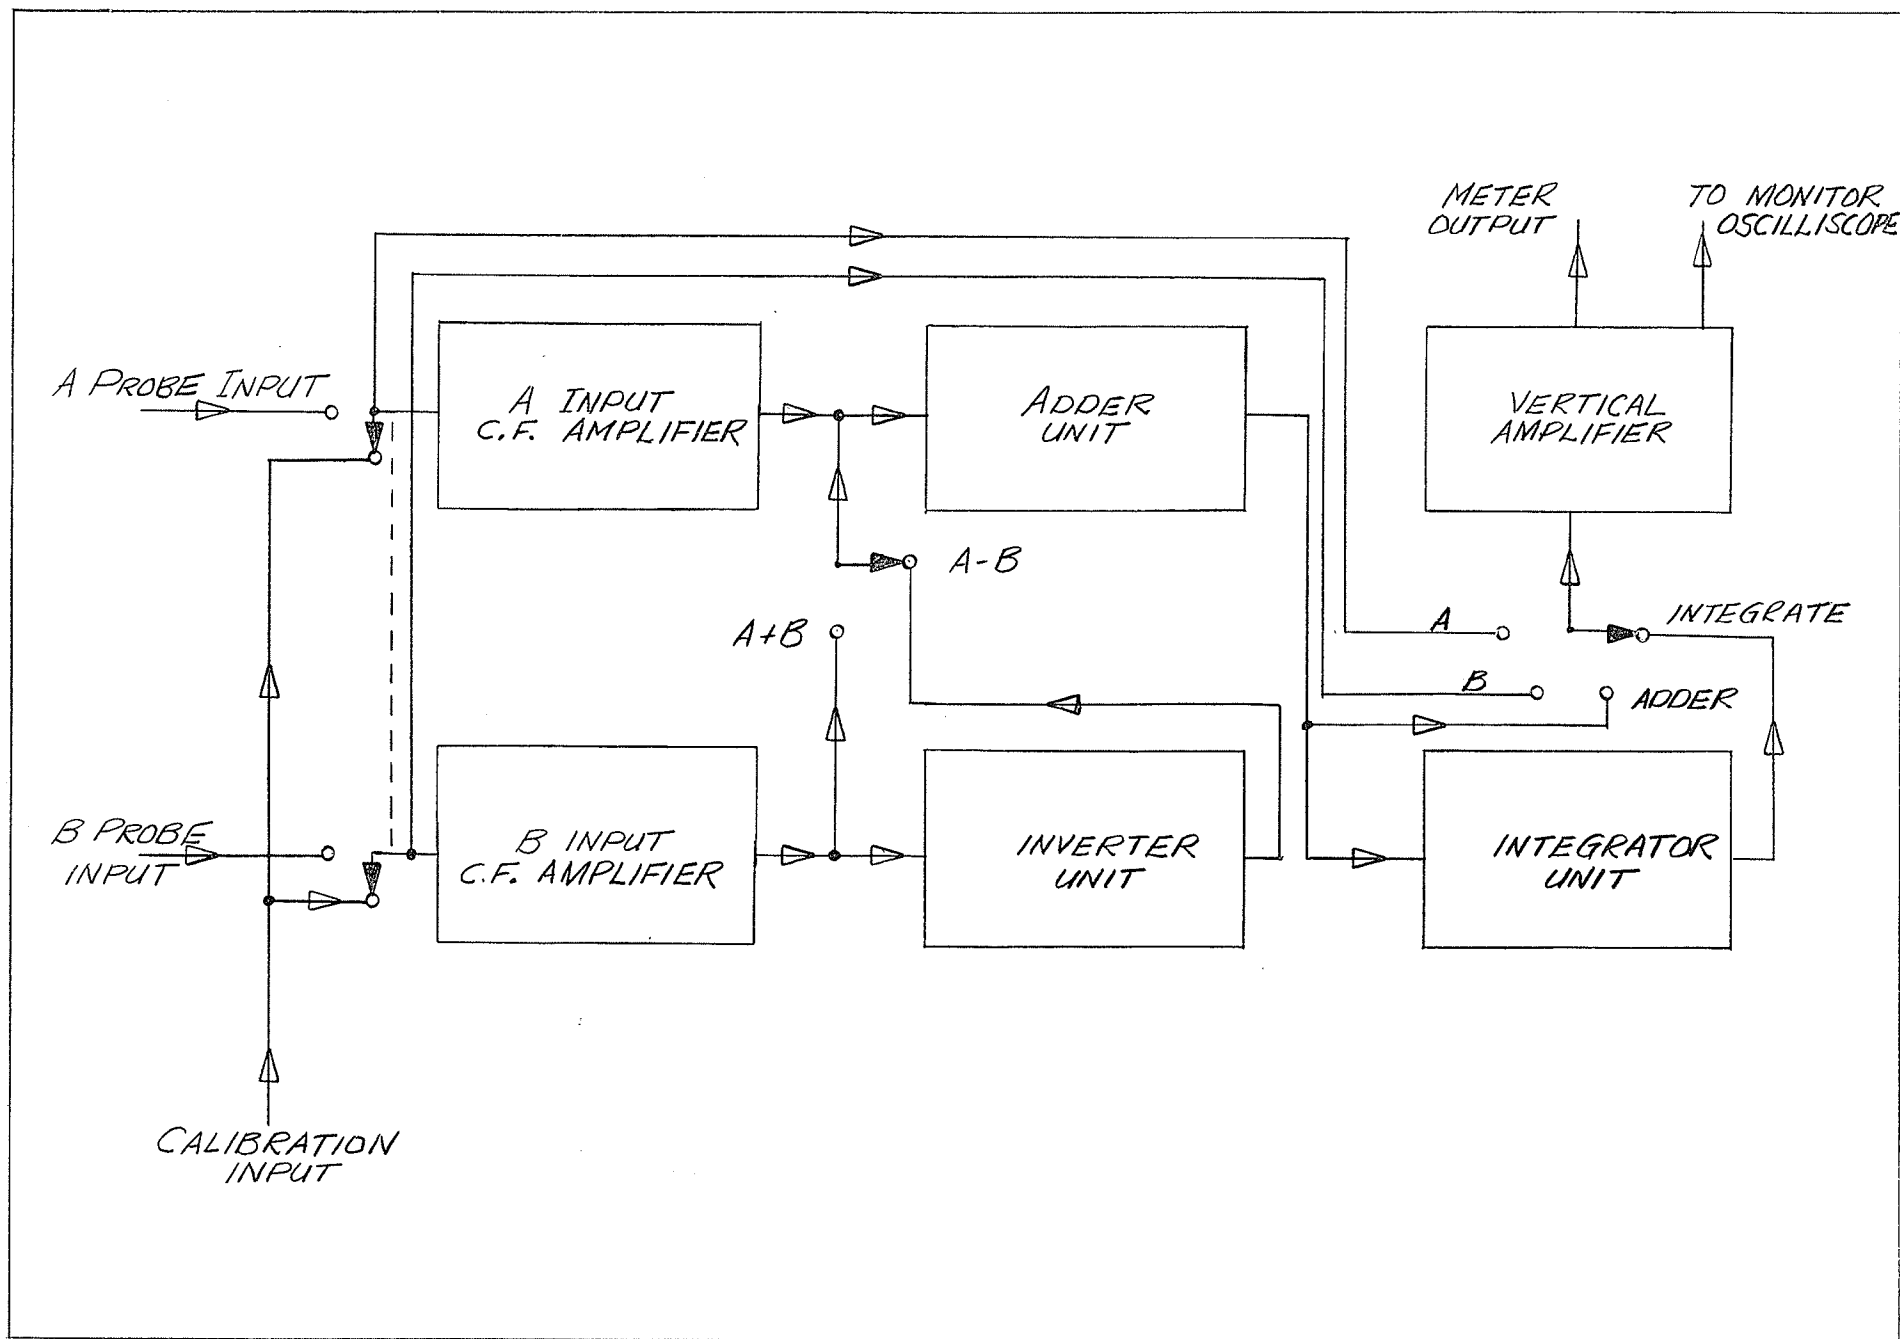 METER
OUTPUT
TO MONITOR
OSCILLISCOPE
A PROBE INPUT
A INPUT
C.F. AMPLIFIER
ADDER
UNIT
VERTICAL
AMPLIFIER
A-B
A+B
A
INTEGRATE
B
ADDER
B PROBE
INPUT
B INPUT
C.F. AMPLIFIER
INVERTER
UNIT
INTEGRATOR
UNIT
CALIBRATION
INPUT